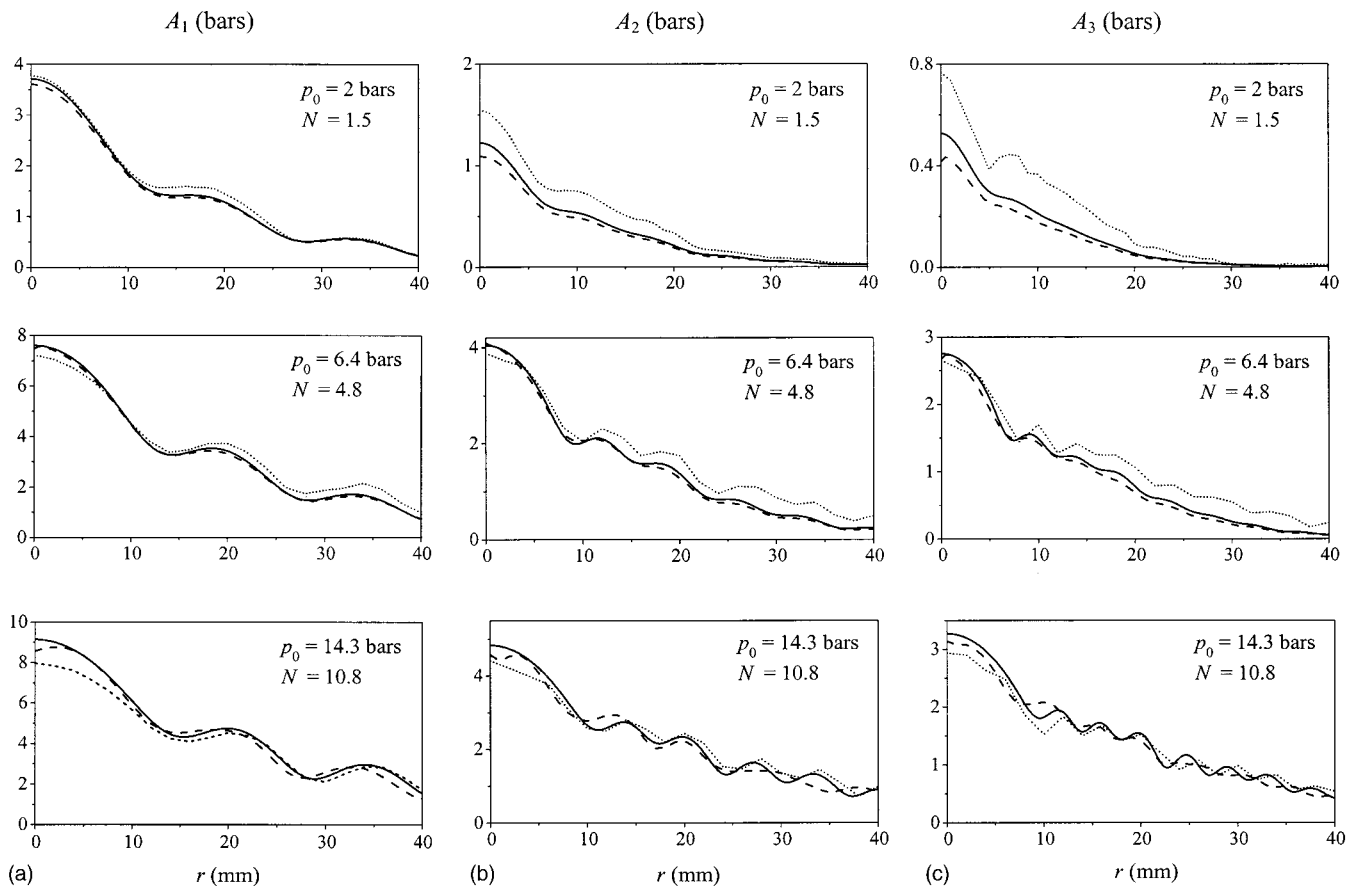 A₁ (bars) A₂ (bars) A₃ (bars)
4
3
2
1
0
0 10 20 30 40
p₀ = 2 bars
N = 1.5
2
1
0
0 10 20 30 40
p₀ = 2 bars
N = 1.5
0.8
0.4
0.0
0 10 20 30 40
p₀ = 2 bars
N = 1.5
8
6
4
2
0
0 10 20 30 40
p₀ = 6.4 bars
N = 4.8
4
2
0
0 10 20 30 40
p₀ = 6.4 bars
N = 4.8
3
2
1
0
0 10 20 30 40
p₀ = 6.4 bars
N = 4.8
10
8
6
4
2
0
0 10 20 30 40
p₀ = 14.3 bars
N = 10.8
4
2
0
0 10 20 30 40
p₀ = 14.3 bars
N = 10.8
3
2
1
0
0 10 20 30 40
p₀ = 14.3 bars
N = 10.8
(a) r (mm) (b) r (mm) (c) r (mm)